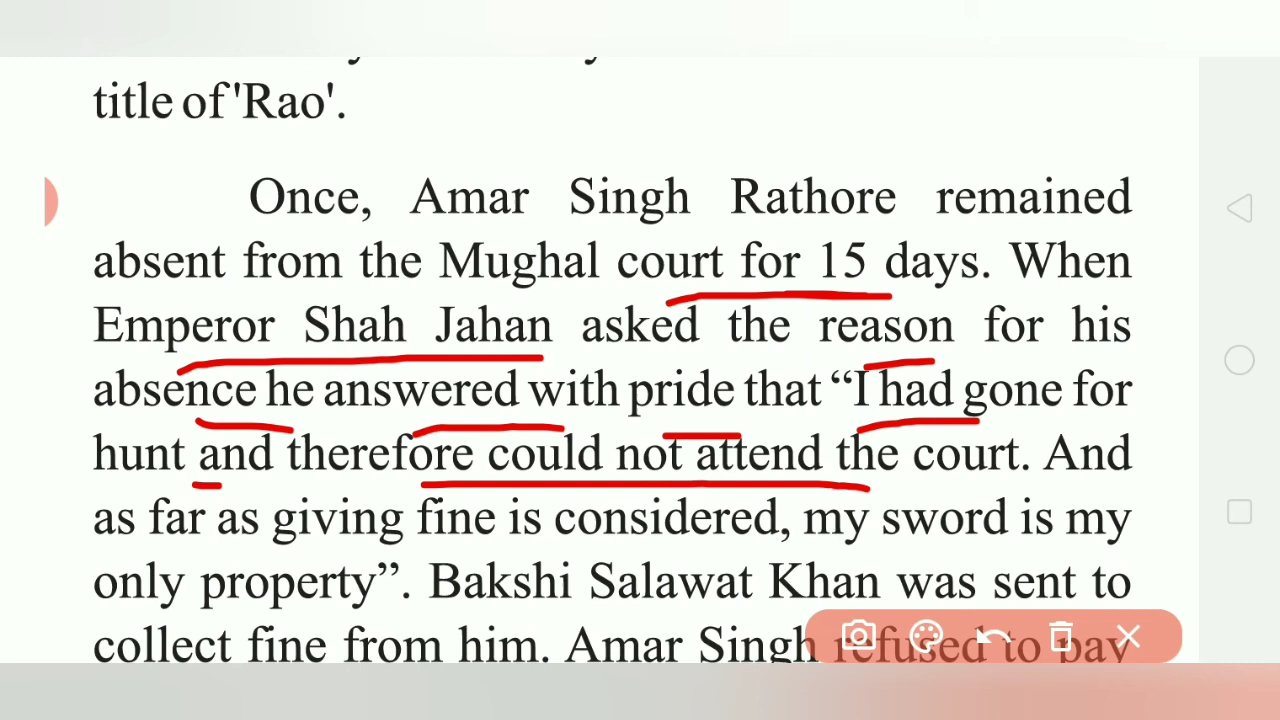 title of 'Rao'.
Once, Amar Singh Rathore remained
absent from the Mughal court for 15 days. When
Emperor Shah Jahan asked the reason for his
absence he answered with pride that “I had gone for
hunt and therefore could not attend the court. And
as far as giving fine is considered, my sword is my
only property”. Bakshi Salawat Khan was sent to
collect fine from him. Amar Singh refused to pay